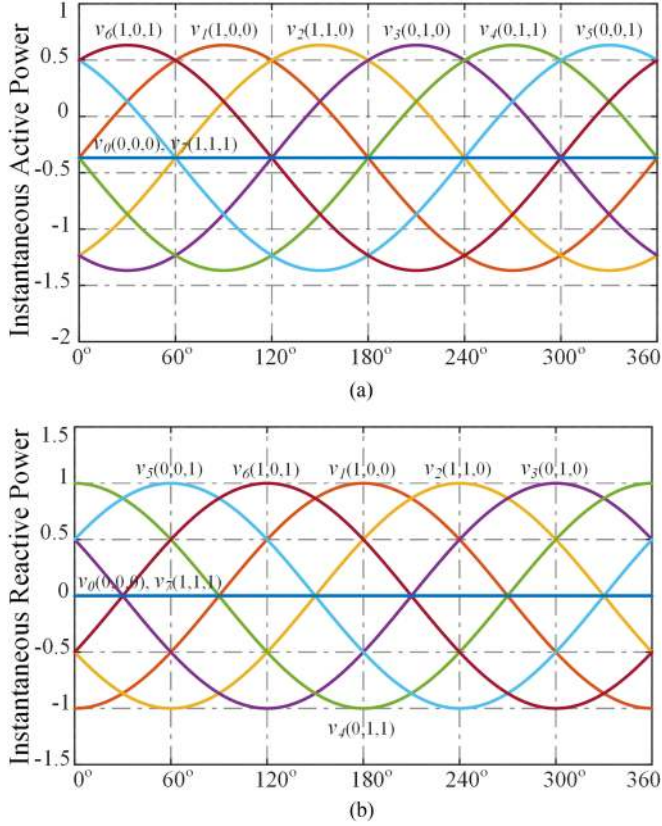 Instantaneous Active Power
1
0.5
0
-0.5
-1
-1.5
-2
v6(1,0,1) v1(1,0,0) v2(1,1,0) v3(0,1,0) v4(0,1,1) v5(0,0,1)
v0(0,0,0), v7(1,1,1)
0° 60° 120° 180° 240° 300° 360°
(a)
Instantaneous Reactive Power
1.5
1
0.5
0
-0.5
-1
-1.5
v5(0,0,1) v6(1,0,1) v1(1,0,0) v2(1,1,0) v3(0,1,0)
v0(0,0,0), v7(1,1,1)
v4(0,1,1)
0° 60° 120° 180° 240° 300° 360°
(b)